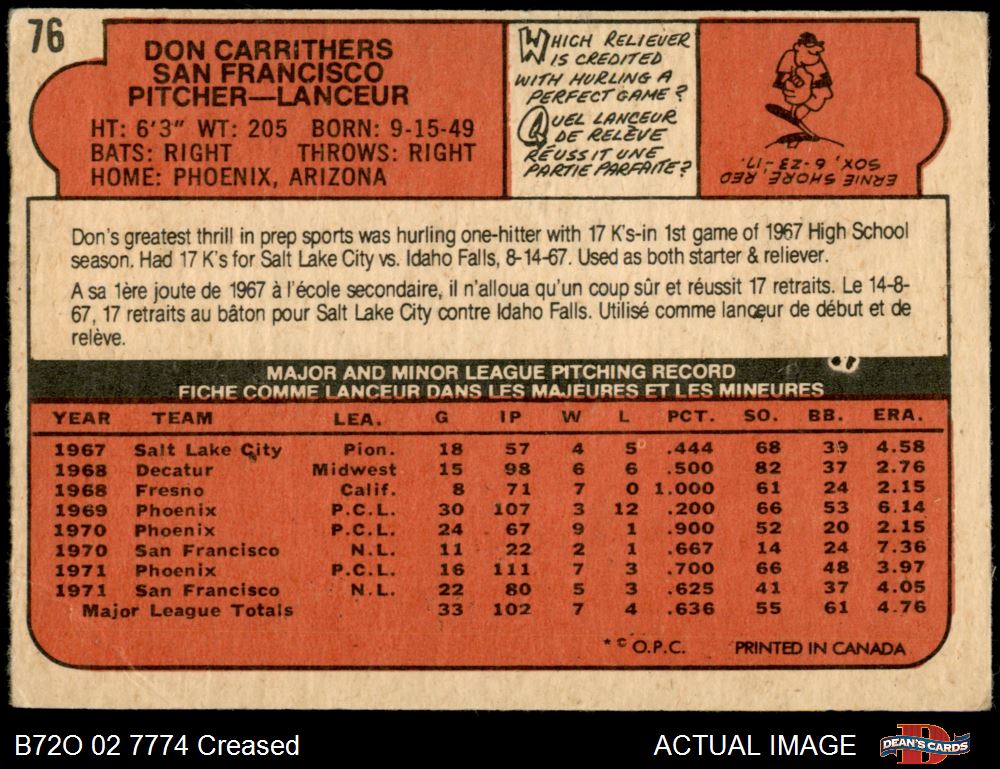 76
DON CARRITHERS
SAN FRANCISCO
PITCHER—LANCEUR
HT: 6'3" WT: 205 BORN: 9-15-49
BATS: RIGHT THROWS: RIGHT
HOME: PHOENIX, ARIZONA
WHICH RELIEVER
IS CREDITED
WITH HURLING A
PERFECT GAME?
QUEL LANCEUR
DE RELÈVE
RÉUSSIT UNE
PARTIE PARFAITE?
ERNIE SHORE, RED
SOX, 6-23-'17.
Don's greatest thrill in prep sports was hurling one-hitter with 17 K's-in 1st game of 1967 High School
season. Had 17 K's for Salt Lake City vs. Idaho Falls, 8-14-67. Used as both starter & reliever.
A sa 1ère joute de 1967 à l'école secondaire, il n'alloua qu'un coup sûr et réussit 17 retraits. Le 14-8-
67, 17 retraits au bâton pour Salt Lake City contre Idaho Falls. Utilisé comme lanceur de début et de
relève.
MAJOR AND MINOR LEAGUE PITCHING RECORD
FICHE COMME LANCEUR DANS LES MAJEURES ET LES MINEURES
YEAR TEAM LEA. G IP W L PCT. SO. BB. ERA.
1967 Salt Lake City Pion. 18 57 4 5 .444 68 39 4.58
1968 Decatur Midwest 15 98 6 6 .500 82 37 2.76
1968 Fresno Calif. 8 71 7 0 1.000 61 24 2.15
1969 Phoenix P.C.L. 30 107 3 12 .200 66 53 6.14
1970 Phoenix P.C.L. 24 67 9 1 .900 52 20 2.15
1970 San Francisco N.L. 11 22 2 1 .667 14 24 7.36
1971 Phoenix P.C.L. 16 111 7 3 .700 66 48 3.97
1971 San Francisco N.L. 22 80 5 3 .625 41 37 4.05
Major League Totals 33 102 7 4 .636 55 61 4.76
* © O.P.C. PRINTED IN CANADA
B72O 02 7774 Creased
ACTUAL IMAGE
DEAN'S CARDS